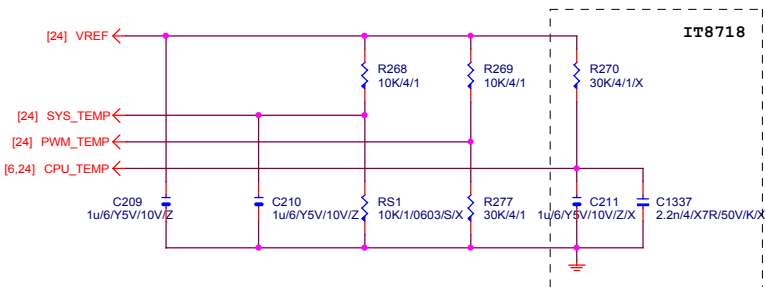 IT8718
[24] VREF
R268
10K/4/1
R269
10K/4/1
R270
30K/4/1/X
[24] SYS_TEMP
[24] PWM_TEMP
[6,24] CPU_TEMP
C209
1u/6/Y5V/10V/Z
C210
1u/6/Y5V/10V/Z
RS1
10K/1/0603/S/X
R277
30K/4/1
C211
1u/6/Y5V/10V/Z/X
C1337
2.2n/4/X7R/50V/K/X